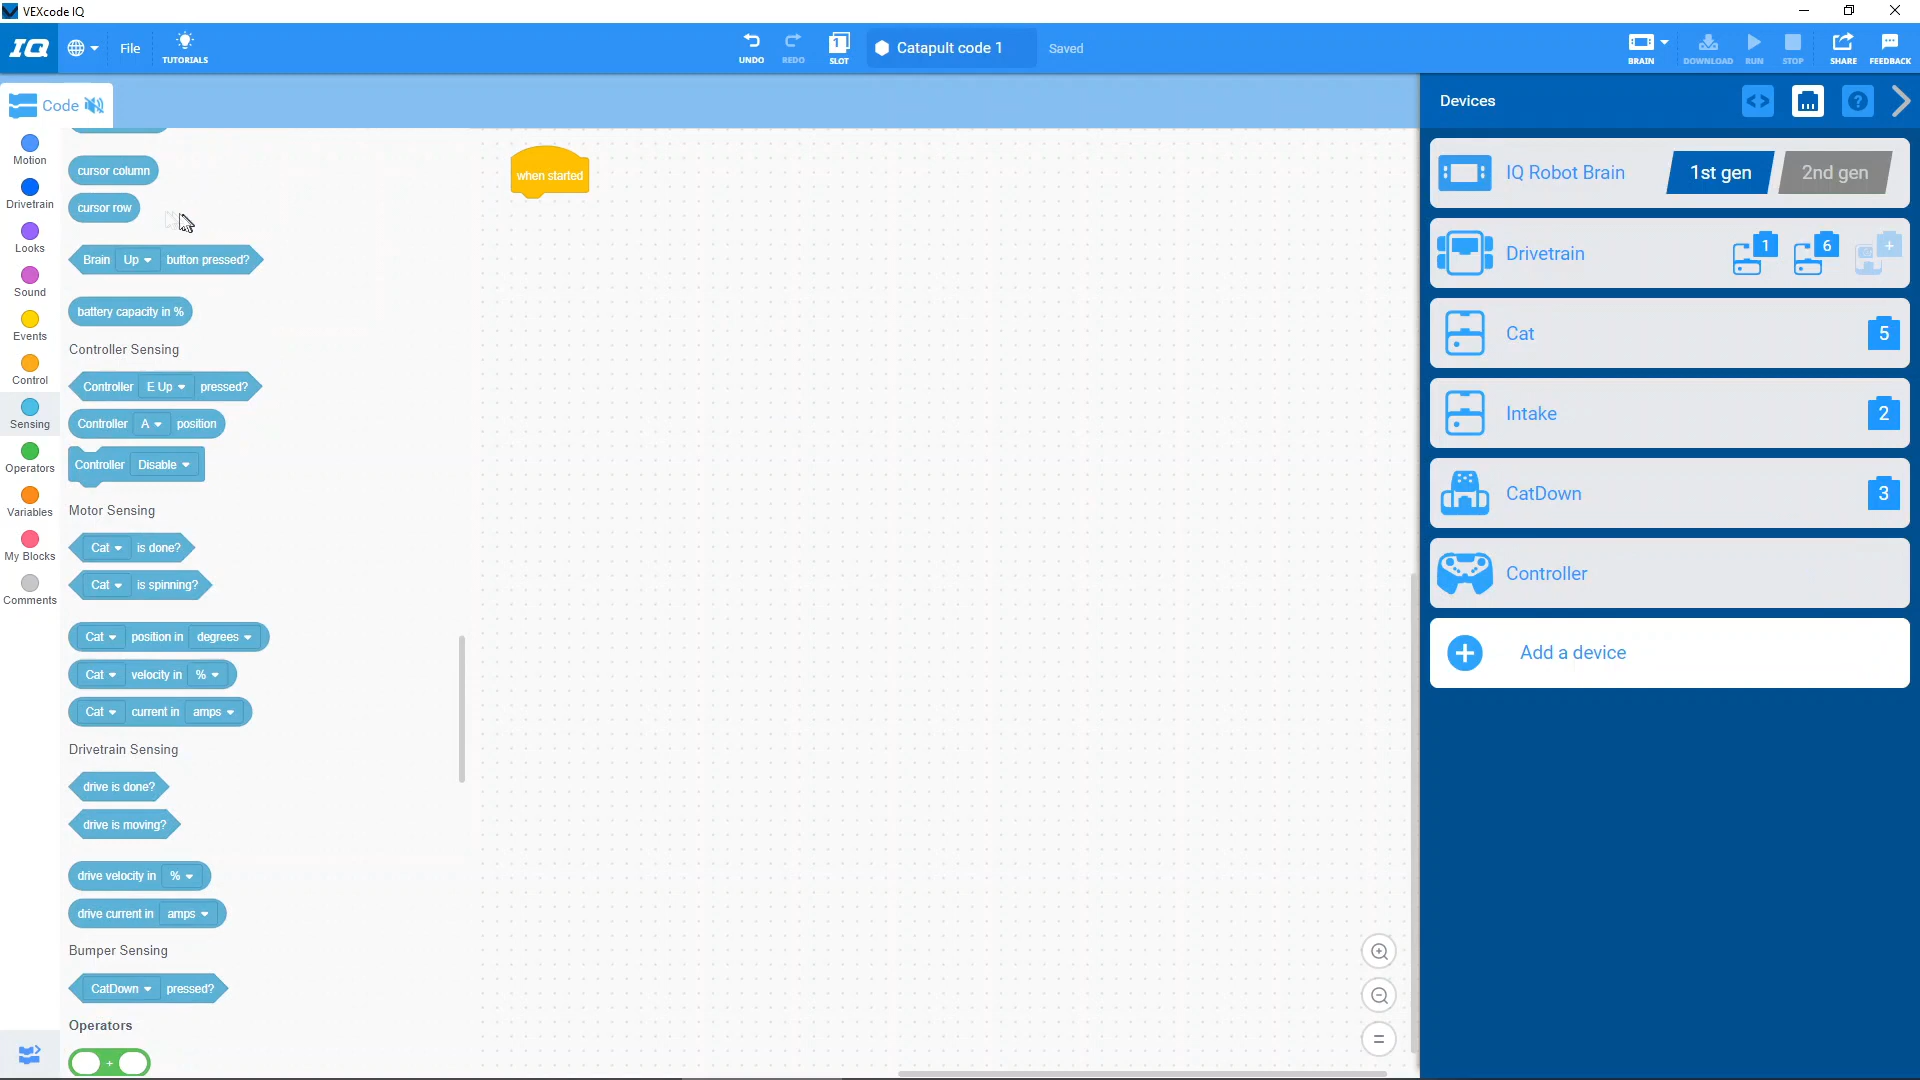 VEXcode IQ
IQ File TUTORIALS UNDO REDO 1 SLOT Catapult code 1 Saved BRAIN DOWNLOAD RUN STOP SHARE FEEDBACK
Code
Motion
Drivetrain
Looks
Sound
Events
Control
Sensing
Operators
Variables
My Blocks
Comments
cursor column
cursor row
Brain Up button pressed?
battery capacity in %
Controller Sensing
Controller E Up pressed?
Controller A position
Controller Disable
Motor Sensing
Cat is done?
Cat is spinning?
Cat position in degrees
Cat velocity in %
Cat current in amps
Drivetrain Sensing
drive is done?
drive is moving?
drive velocity in %
drive current in amps
Bumper Sensing
CatDown pressed?
Operators
+
when started
=
Devices <> ?
IQ Robot Brain 1st gen 2nd gen
Drivetrain 1 6 +
Cat 5
Intake 2
CatDown 3
Controller
Add a device